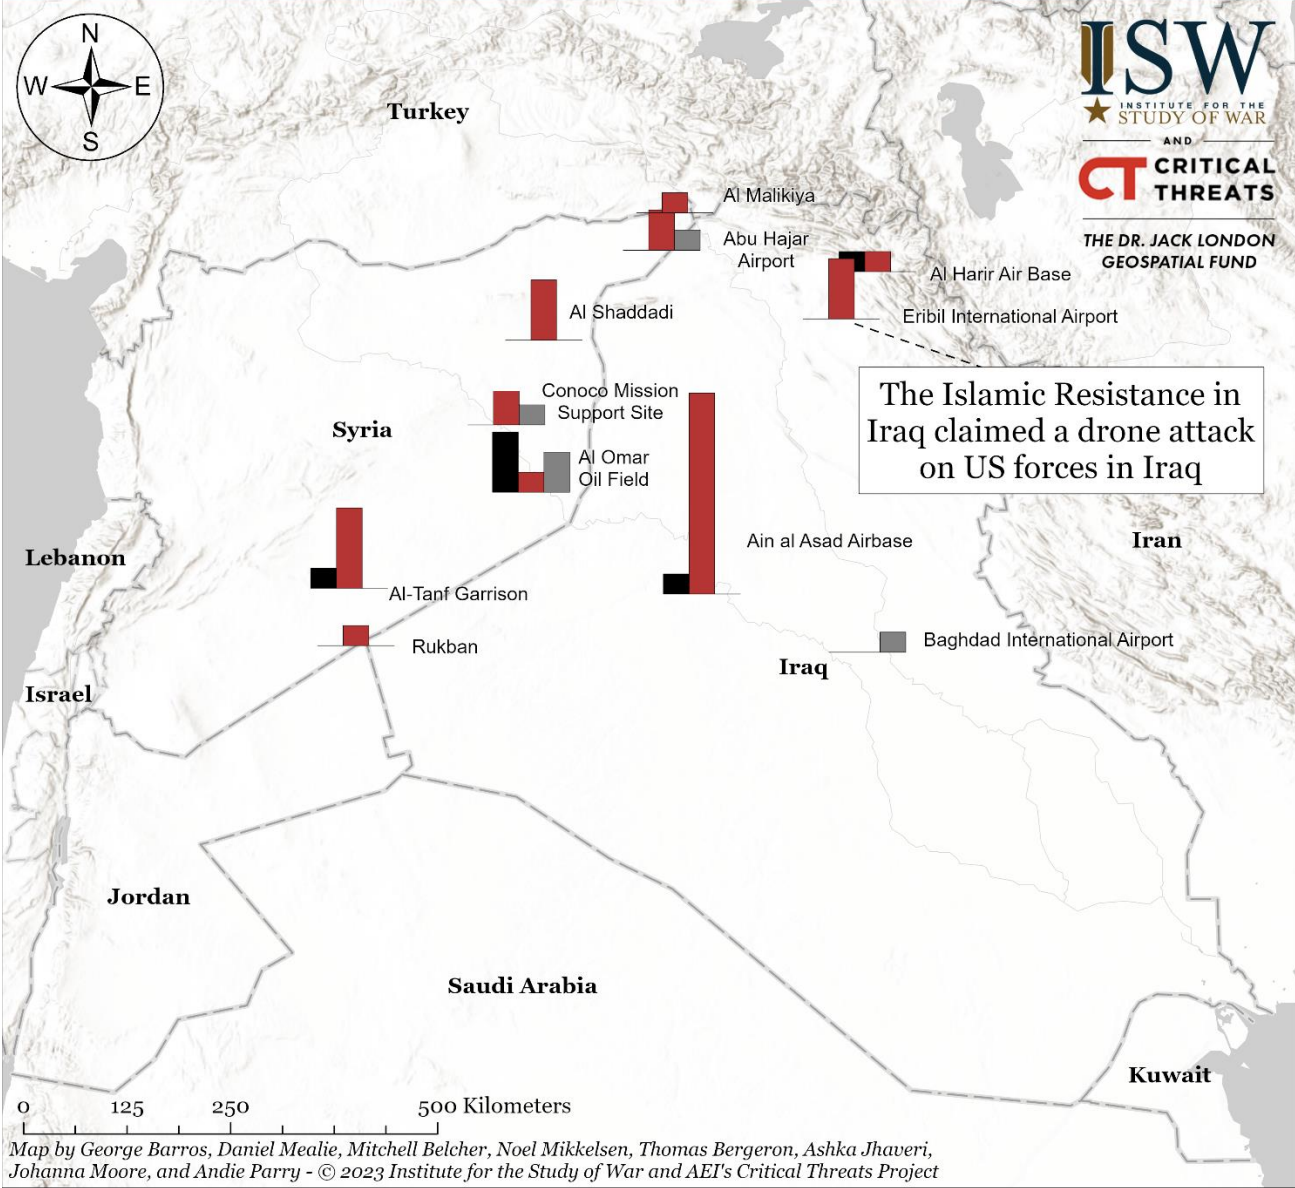 N
W E
S
ISW
INSTITUTE FOR THE
STUDY OF WAR
AND
CT CRITICAL
THREATS
THE DR. JACK LONDON
GEOSPATIAL FUND
Turkey
Al Malikiya
Abu Hajar
Airport
Al Harir Air Base
Al Shaddadi
Eribil International Airport
The Islamic Resistance in
Iraq claimed a drone attack
on US forces in Iraq
Conoco Mission
Support Site
Syria
Al Omar
Oil Field
Ain al Asad Airbase
Iran
Lebanon
Al-Tanf Garrison
Rukban
Baghdad International Airport
Iraq
Israel
Jordan
Saudi Arabia
Kuwait
0 125 250 500 Kilometers
Map by George Barros, Daniel Mealie, Mitchell Belcher, Noel Mikkelsen, Thomas Bergeron, Ashka Jhaveri,
Johanna Moore, and Andie Parry - © 2023 Institute for the Study of War and AEI's Critical Threats Project